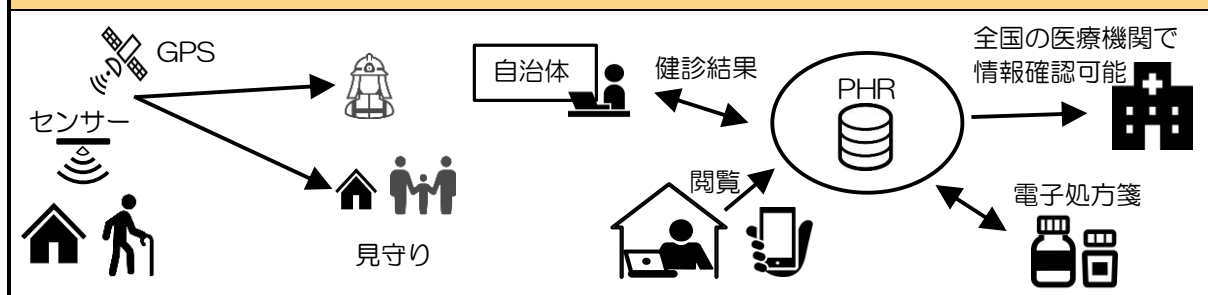 GPS
センサー
見守り
自治体
健診結果
PHR
閲覧
全国の医療機関で
情報確認可能
電子処方箋